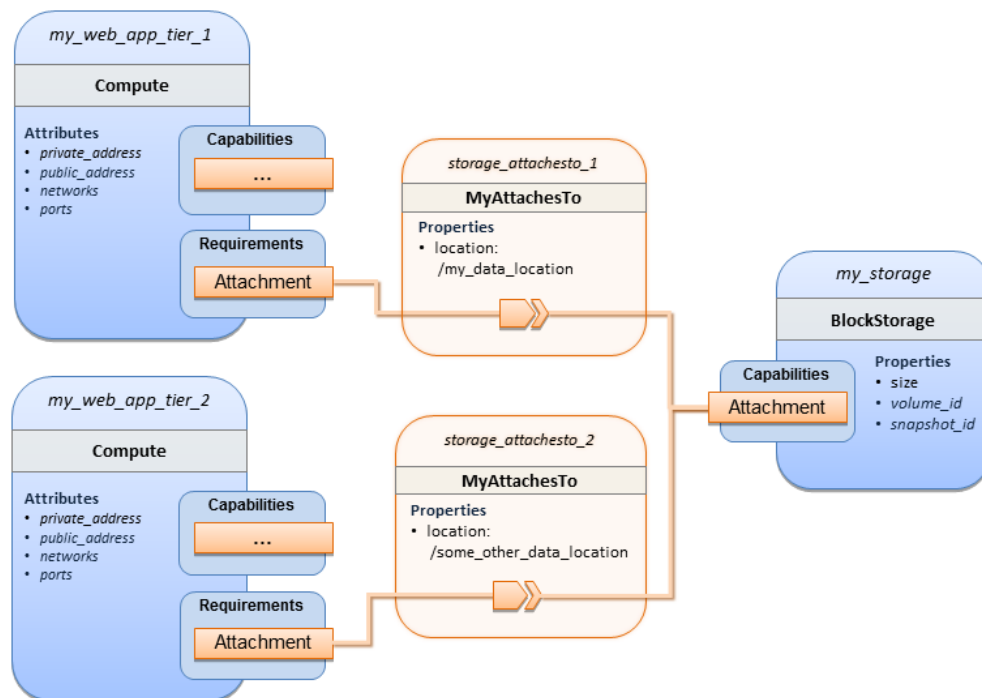 my_web_app_tier_1
Compute
Attributes
• private_address
• public_address
• networks
• ports
Capabilities
...
Requirements
Attachment
storage_attachesto_1
MyAttachesTo
Properties
• location:
/my_data_location
my_web_app_tier_2
Compute
Attributes
• private_address
• public_address
• networks
• ports
Capabilities
...
Requirements
Attachment
storage_attachesto_2
MyAttachesTo
Properties
• location:
/some_other_data_location
my_storage
BlockStorage
Capabilities
Attachment
Properties
• size
• volume_id
• snapshot_id